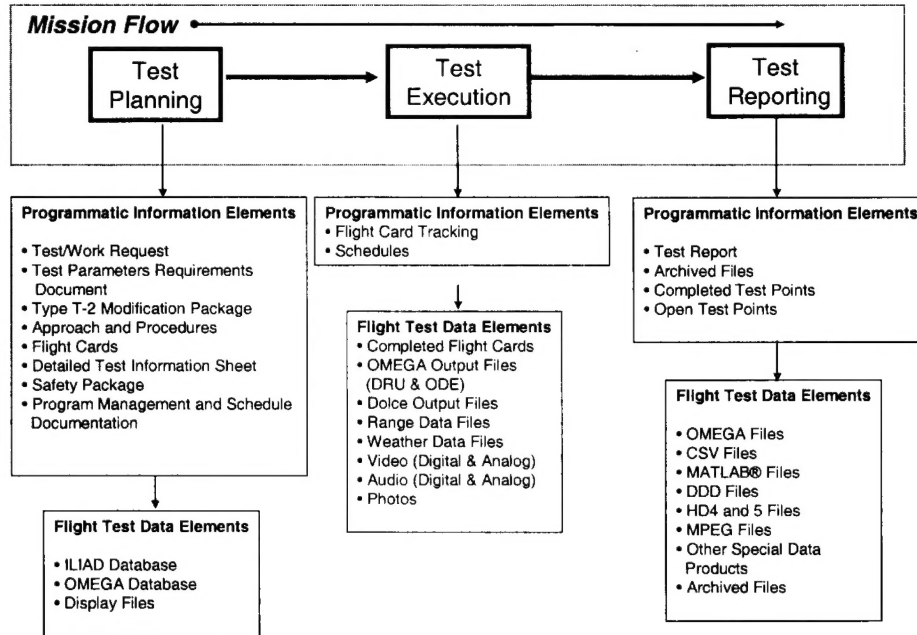 Mission Flow
Test
Planning
Test
Execution
Test
Reporting
Programmatic Information Elements
• Test/Work Request
• Test Parameters Requirements
Document
• Type T-2 Modification Package
• Approach and Procedures
• Flight Cards
• Detailed Test Information Sheet
• Safety Package
• Program Management and Schedule
Documentation
Flight Test Data Elements
• ILIAD Database
• OMEGA Database
• Display Files
Programmatic Information Elements
• Flight Card Tracking
• Schedules
Flight Test Data Elements
• Completed Flight Cards
• OMEGA Output Files
(DRU & ODE)
• Dolce Output Files
• Range Data Files
• Weather Data Files
• Video (Digital & Analog)
• Audio (Digital & Analog)
• Photos
Programmatic Information Elements
• Test Report
• Archived Files
• Completed Test Points
• Open Test Points
Flight Test Data Elements
• OMEGA Files
• CSV Files
• MATLAB® Files
• DDD Files
• HD4 and 5 Files
• MPEG Files
• Other Special Data
Products
• Archived Files